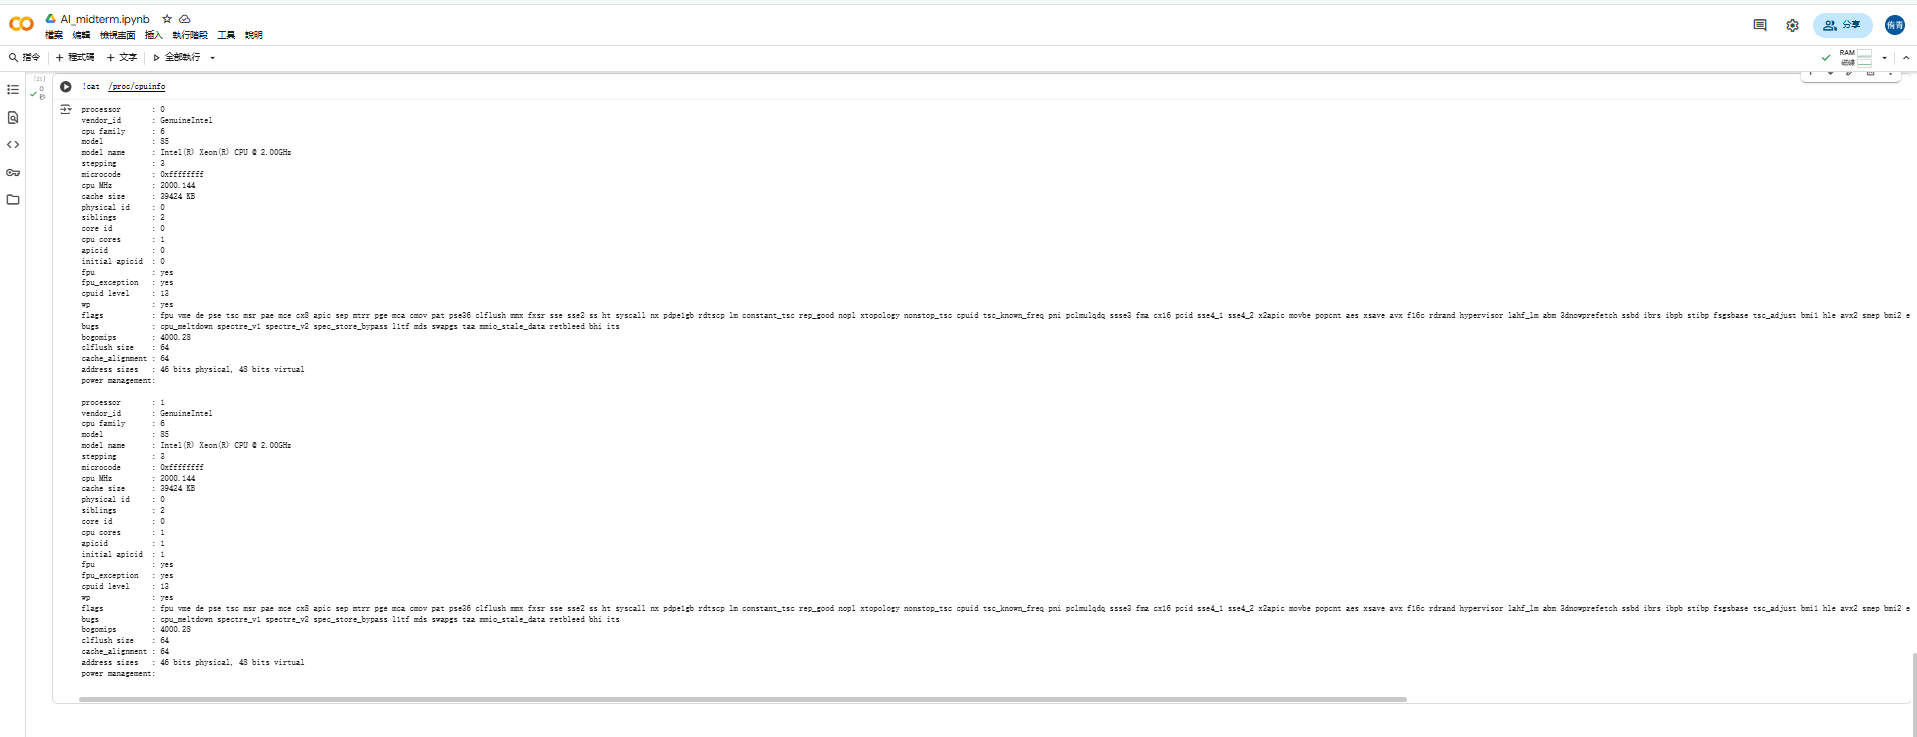 AI_midterm.ipynb
檔案 編輯 檢視畫面 插入 執行階段 工具 說明
分享
侑青
指令 + 程式碼 + 文字 全部執行
RAM
磁碟
[21]
0
秒
!cat /proc/cpuinfo
processor : 0
vendor_id : GenuineIntel
cpu family : 6
model : 85
model name : Intel(R) Xeon(R) CPU @ 2.00GHz
stepping : 3
microcode : 0xffffffff
cpu MHz : 2000.144
cache size : 39424 KB
physical id : 0
siblings : 2
core id : 0
cpu cores : 1
apicid : 0
initial apicid : 0
fpu : yes
fpu_exception : yes
cpuid level : 13
wp : yes
flags : fpu vme de pse tsc msr pae mce cx8 apic sep mtrr pge mca cmov pat pse36 clflush mmx fxsr sse sse2 ss ht syscall nx pdpe1gb rdtscp lm constant_tsc rep_good nopl xtopology nonstop_tsc cpuid tsc_known_freq pni pclmulqdq ssse3 fma cx16 pcid sse4_1 sse4_2 x2apic movbe popcnt aes xsave avx f16c rdrand hypervisor lahf_lm abm 3dnowprefetch ssbd ibrs ibpb stibp fsgsbase tsc_adjust bmi1 hle avx2 smep bmi2 e
bugs : cpu_meltdown spectre_v1 spectre_v2 spec_store_bypass l1tf mds swapgs taa mmio_stale_data retbleed bhi its
bogomips : 4000.28
clflush size : 64
cache_alignment : 64
address sizes : 46 bits physical, 48 bits virtual
power management:
processor : 1
vendor_id : GenuineIntel
cpu family : 6
model : 85
model name : Intel(R) Xeon(R) CPU @ 2.00GHz
stepping : 3
microcode : 0xffffffff
cpu MHz : 2000.144
cache size : 39424 KB
physical id : 0
siblings : 2
core id : 0
cpu cores : 1
apicid : 1
initial apicid : 1
fpu : yes
fpu_exception : yes
cpuid level : 13
wp : yes
flags : fpu vme de pse tsc msr pae mce cx8 apic sep mtrr pge mca cmov pat pse36 clflush mmx fxsr sse sse2 ss ht syscall nx pdpe1gb rdtscp lm constant_tsc rep_good nopl xtopology nonstop_tsc cpuid tsc_known_freq pni pclmulqdq ssse3 fma cx16 pcid sse4_1 sse4_2 x2apic movbe popcnt aes xsave avx f16c rdrand hypervisor lahf_lm abm 3dnowprefetch ssbd ibrs ibpb stibp fsgsbase tsc_adjust bmi1 hle avx2 smep bmi2 e
bugs : cpu_meltdown spectre_v1 spectre_v2 spec_store_bypass l1tf mds swapgs taa mmio_stale_data retbleed bhi its
bogomips : 4000.28
clflush size : 64
cache_alignment : 64
address sizes : 46 bits physical, 48 bits virtual
power management: